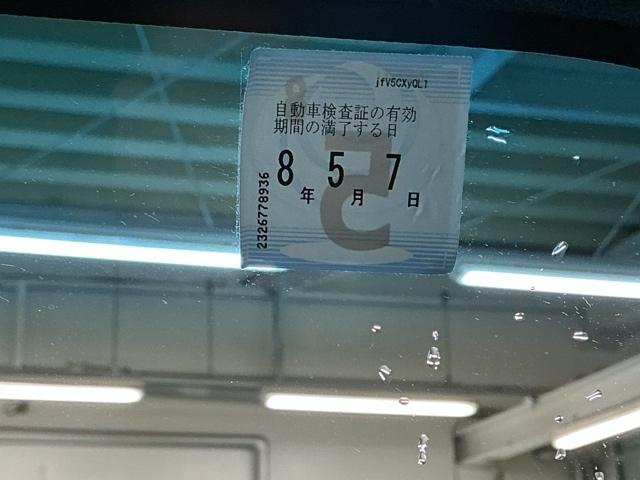 jfV5CXyQL1
自動車検査証の有効
期間の満了する日
8年5月7日
2326778936